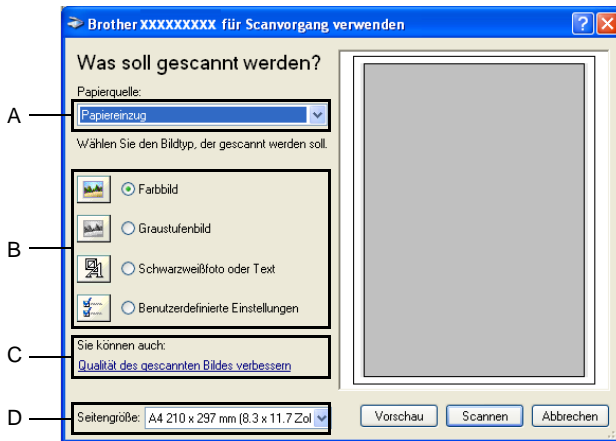 Brother XXXXXXXXX für Scanvorgang verwenden
Was soll gescannt werden?
Papierquelle:
A
Papiereinzug
Wählen Sie den Bildtyp, der gescannt werden soll.
Farbbild
Graustufenbild
B
Schwarzweißfoto oder Text
Benutzerdefinierte Einstellungen
Sie können auch:
C
Qualität des gescannten Bildes verbessern
D
Seitengröße: A4 210 x 297 mm (8.3 x 11.7 Zol
Vorschau Scannen Abbrechen